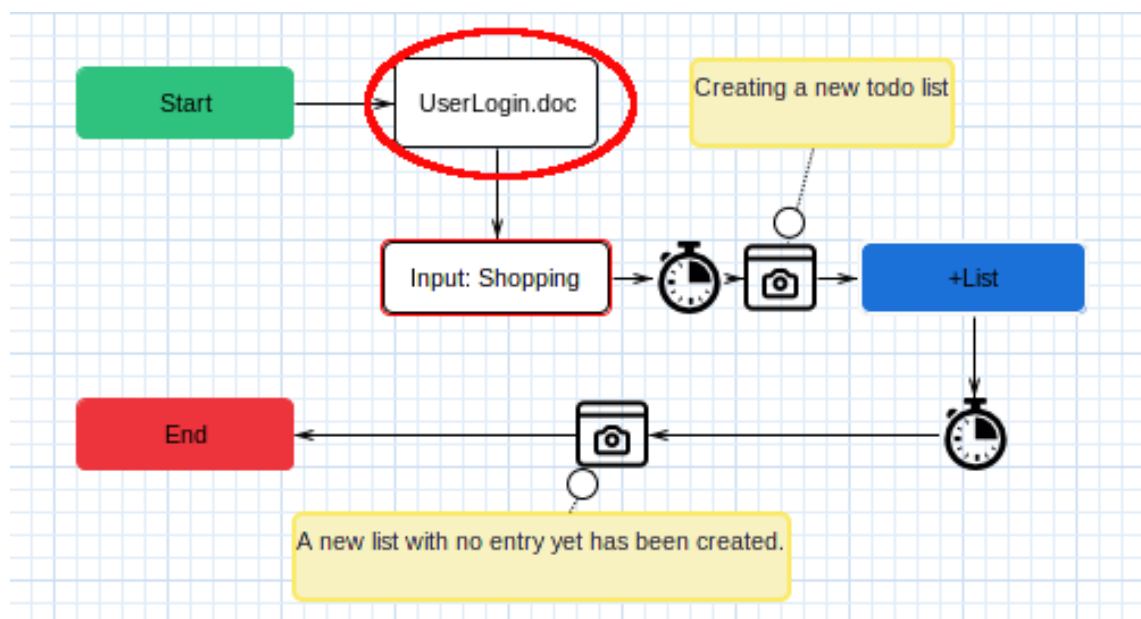 Start
UserLogin.doc
Creating a new todo list
Input: Shopping
+List
End
A new list with no entry yet has been created.